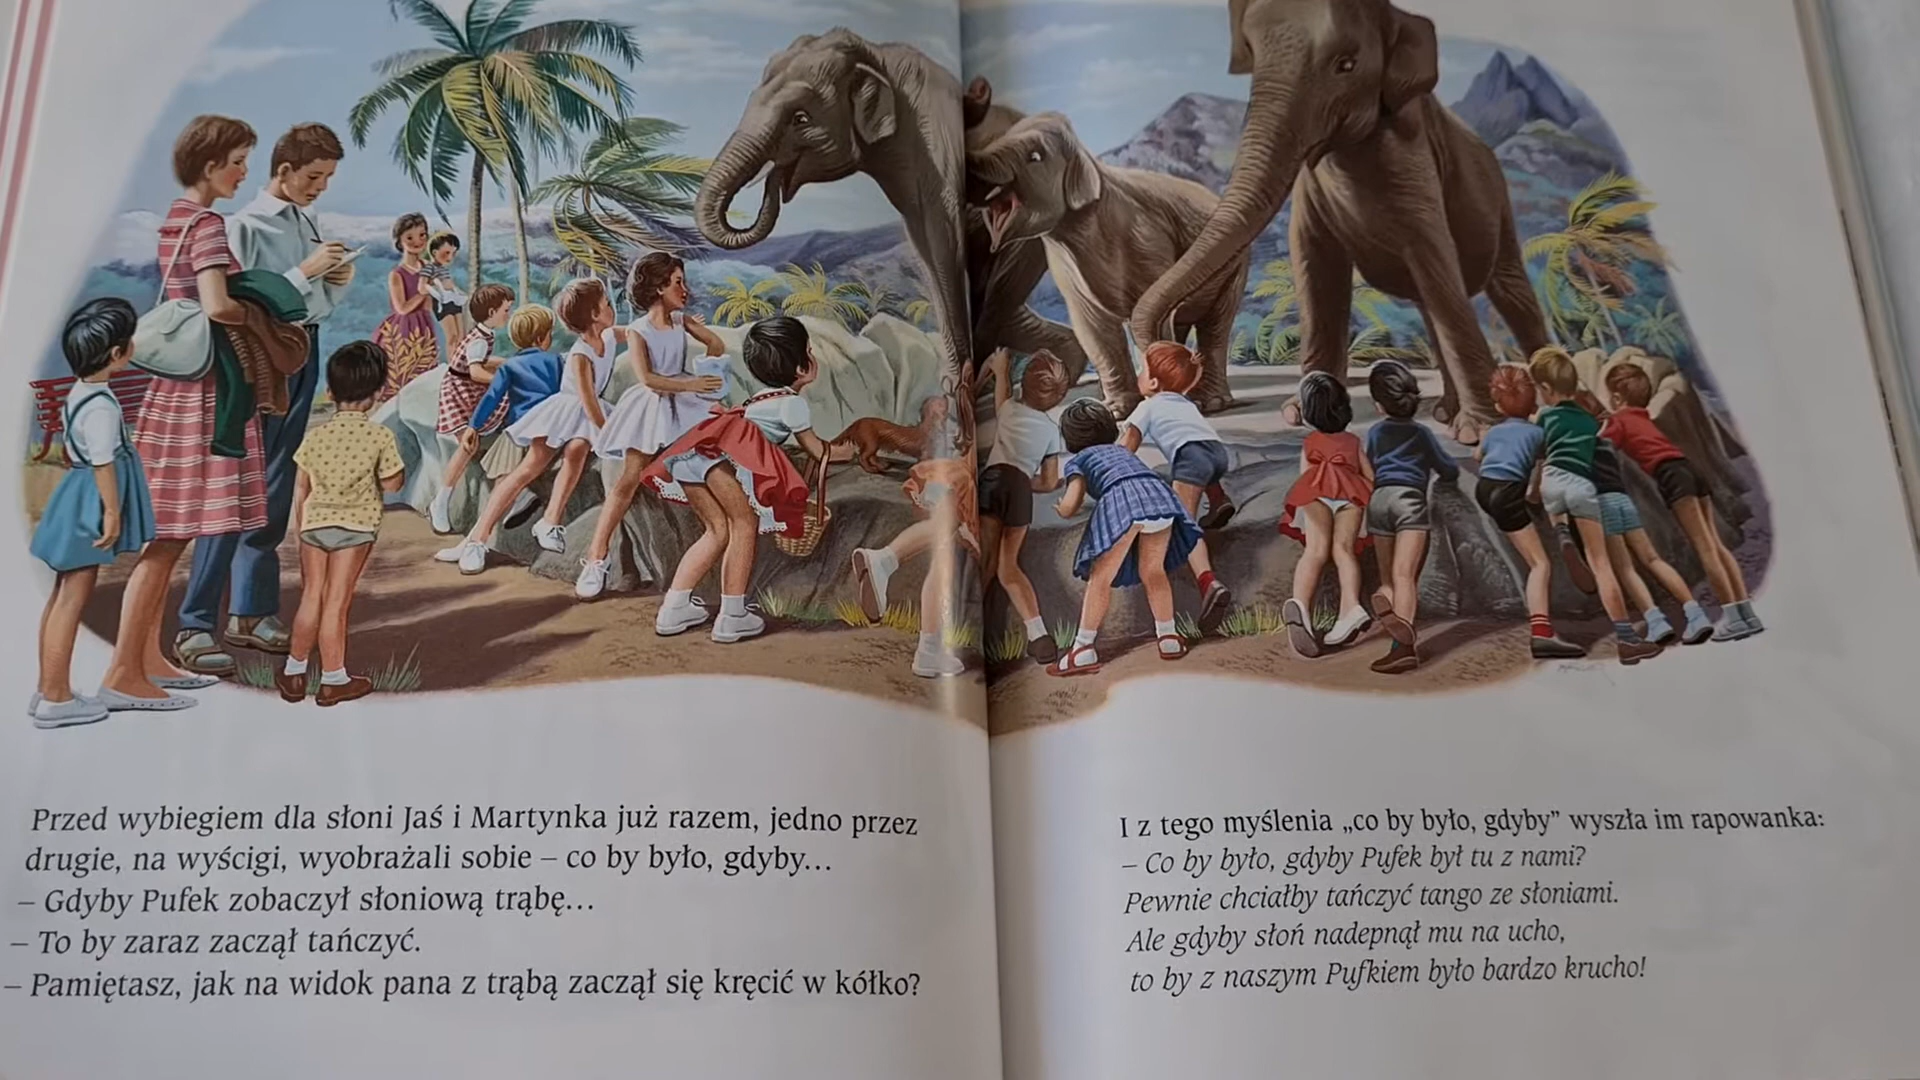 Przed wybiegiem dla słoni Jaś i Martynka już razem, jedno przez
drugie, na wyścigi, wyobrażali sobie – co by było, gdyby...
– Gdyby Pufek zobaczył słoniową trąbę...
– To by zaraz zaczął tańczyć.
– Pamiętasz, jak na widok pana z trąbą zaczął się kręcić w kółko?
I z tego myślenia „co by było, gdyby” wyszła im rapowanka:
– Co by było, gdyby Pufek był tu z nami?
Pewnie chciałby tańczyć tango ze słoniami.
Ale gdyby słoń nadepnął mu na ucho,
to by z naszym Pufkiem było bardzo krucho!